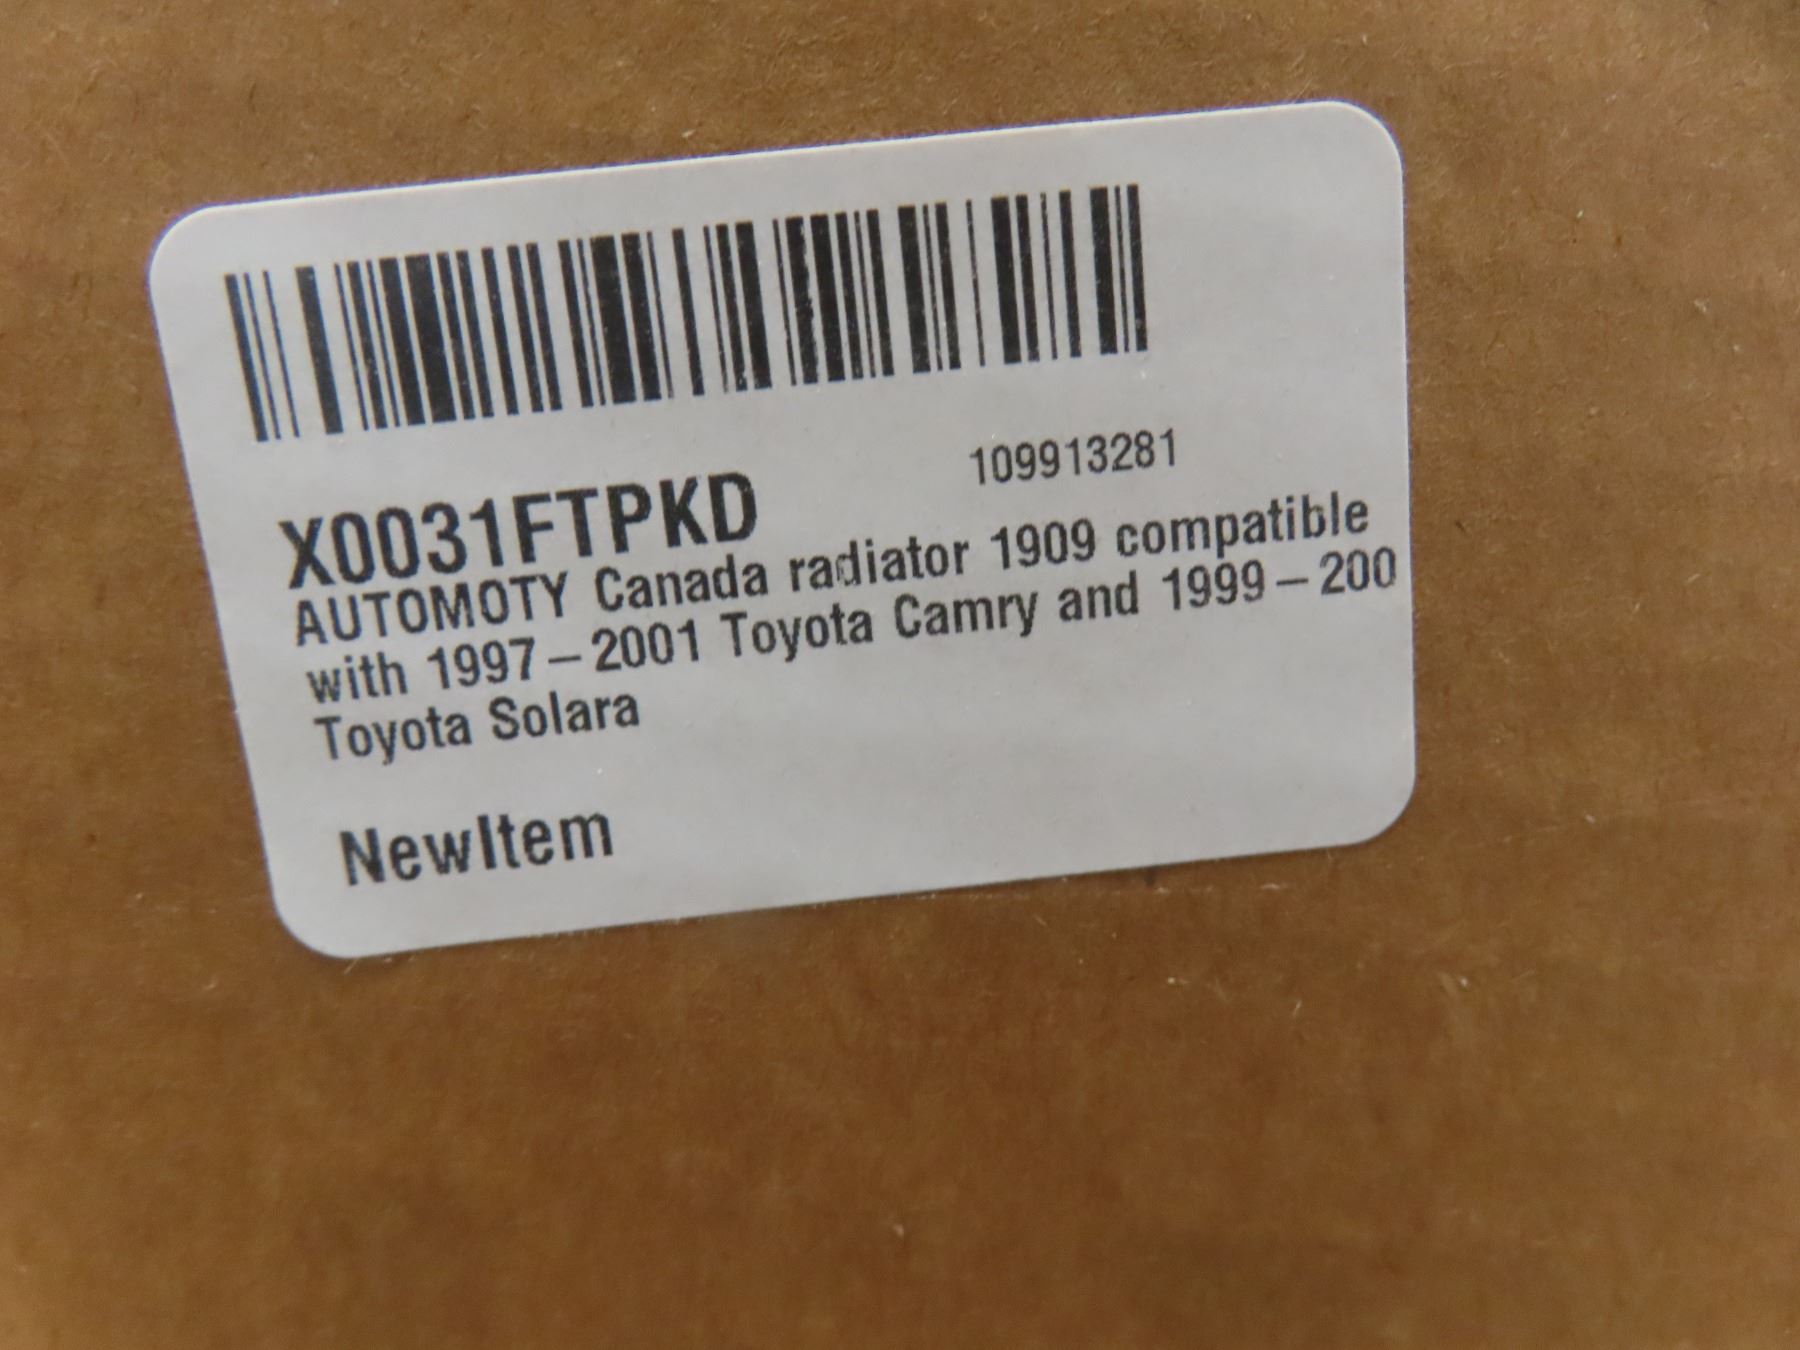 109913281
X0031FTPKD
AUTOMOTY Canada radiator 1909 compatible
with 1997-2001 Toyota Camry and 1999-200
Toyota Solara
NewItem